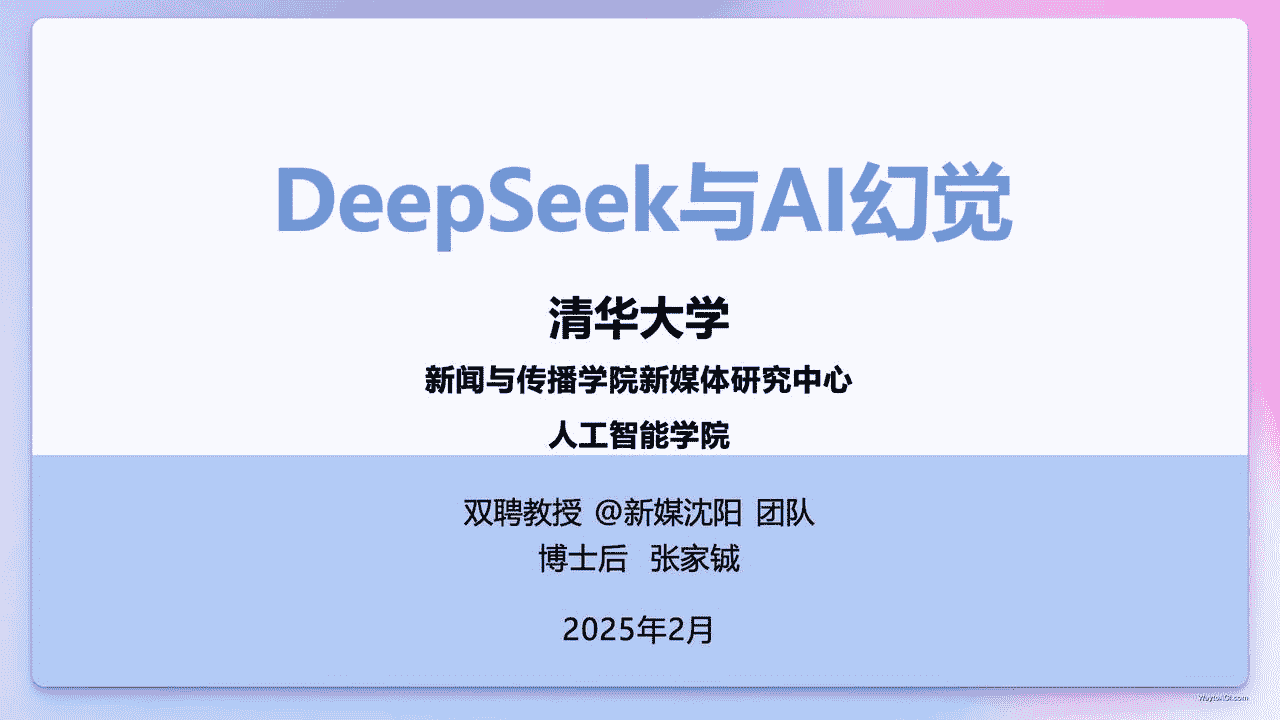 DeepSeek与AI幻觉
清华大学
新闻与传播学院新媒体研究中心
人工智能学院
双聘教授 @新媒沈阳 团队
博士后 张家铖
2025年2月
WaytoAGI.com